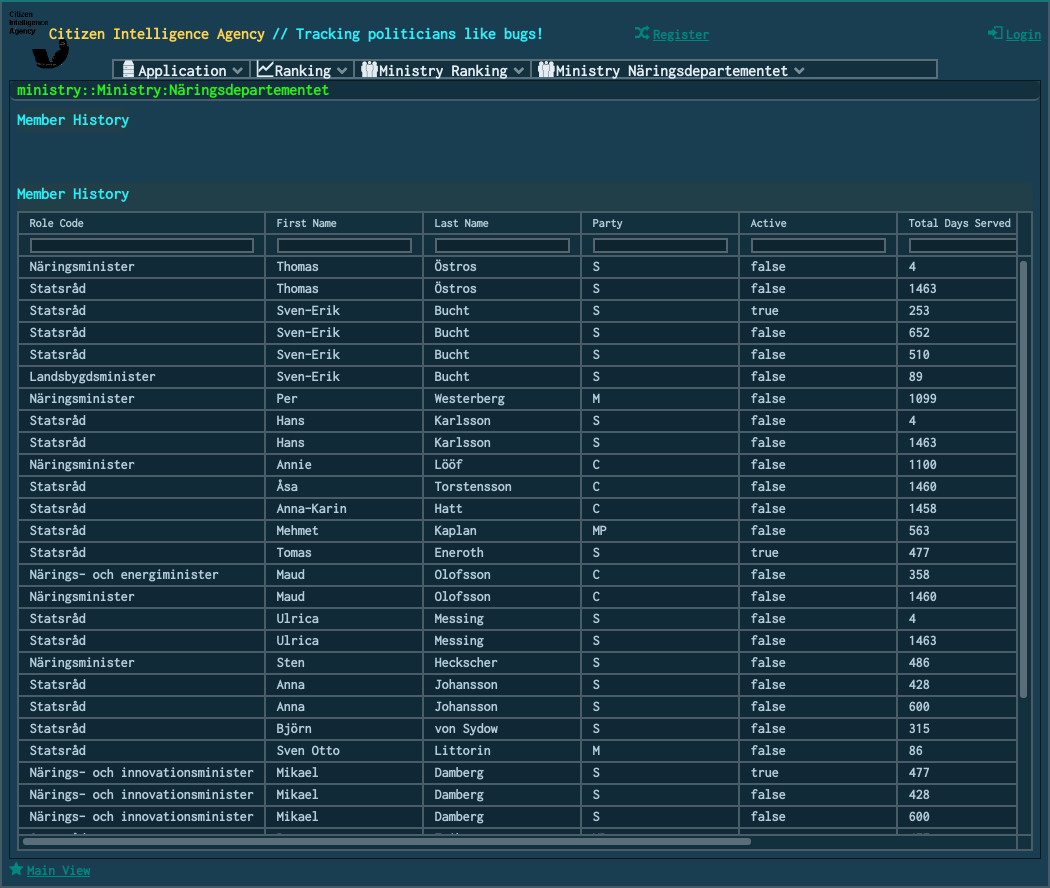 Citizen
Intelligence
Agency
Citizen Intelligence Agency // Tracking politicians like bugs!
Register
Login
Application Ranking Ministry Ranking Ministry Näringsdepartementet
ministry::Ministry:Näringsdepartementet
Member History
Member History
Role Code First Name Last Name Party Active Total Days Served
Näringsminister Thomas Östros S false 4
Statsråd Thomas Östros S false 1463
Statsråd Sven-Erik Bucht S true 253
Statsråd Sven-Erik Bucht S false 652
Statsråd Sven-Erik Bucht S false 510
Landsbygdsminister Sven-Erik Bucht S false 89
Näringsminister Per Westerberg M false 1099
Statsråd Hans Karlsson S false 4
Statsråd Hans Karlsson S false 1463
Näringsminister Annie Lööf C false 1100
Statsråd Åsa Torstensson C false 1460
Statsråd Anna-Karin Hatt C false 1458
Statsråd Mehmet Kaplan MP false 563
Statsråd Tomas Eneroth S true 477
Närings- och energiminister Maud Olofsson C false 358
Näringsminister Maud Olofsson C false 1460
Statsråd Ulrica Messing S false 4
Statsråd Ulrica Messing S false 1463
Näringsminister Sten Heckscher S false 486
Statsråd Anna Johansson S false 428
Statsråd Anna Johansson S false 600
Statsråd Björn von Sydow S false 315
Statsråd Sven Otto Littorin M false 86
Närings- och innovationsminister Mikael Damberg S true 477
Närings- och innovationsminister Mikael Damberg S false 428
Närings- och innovationsminister Mikael Damberg S false 600
Main View